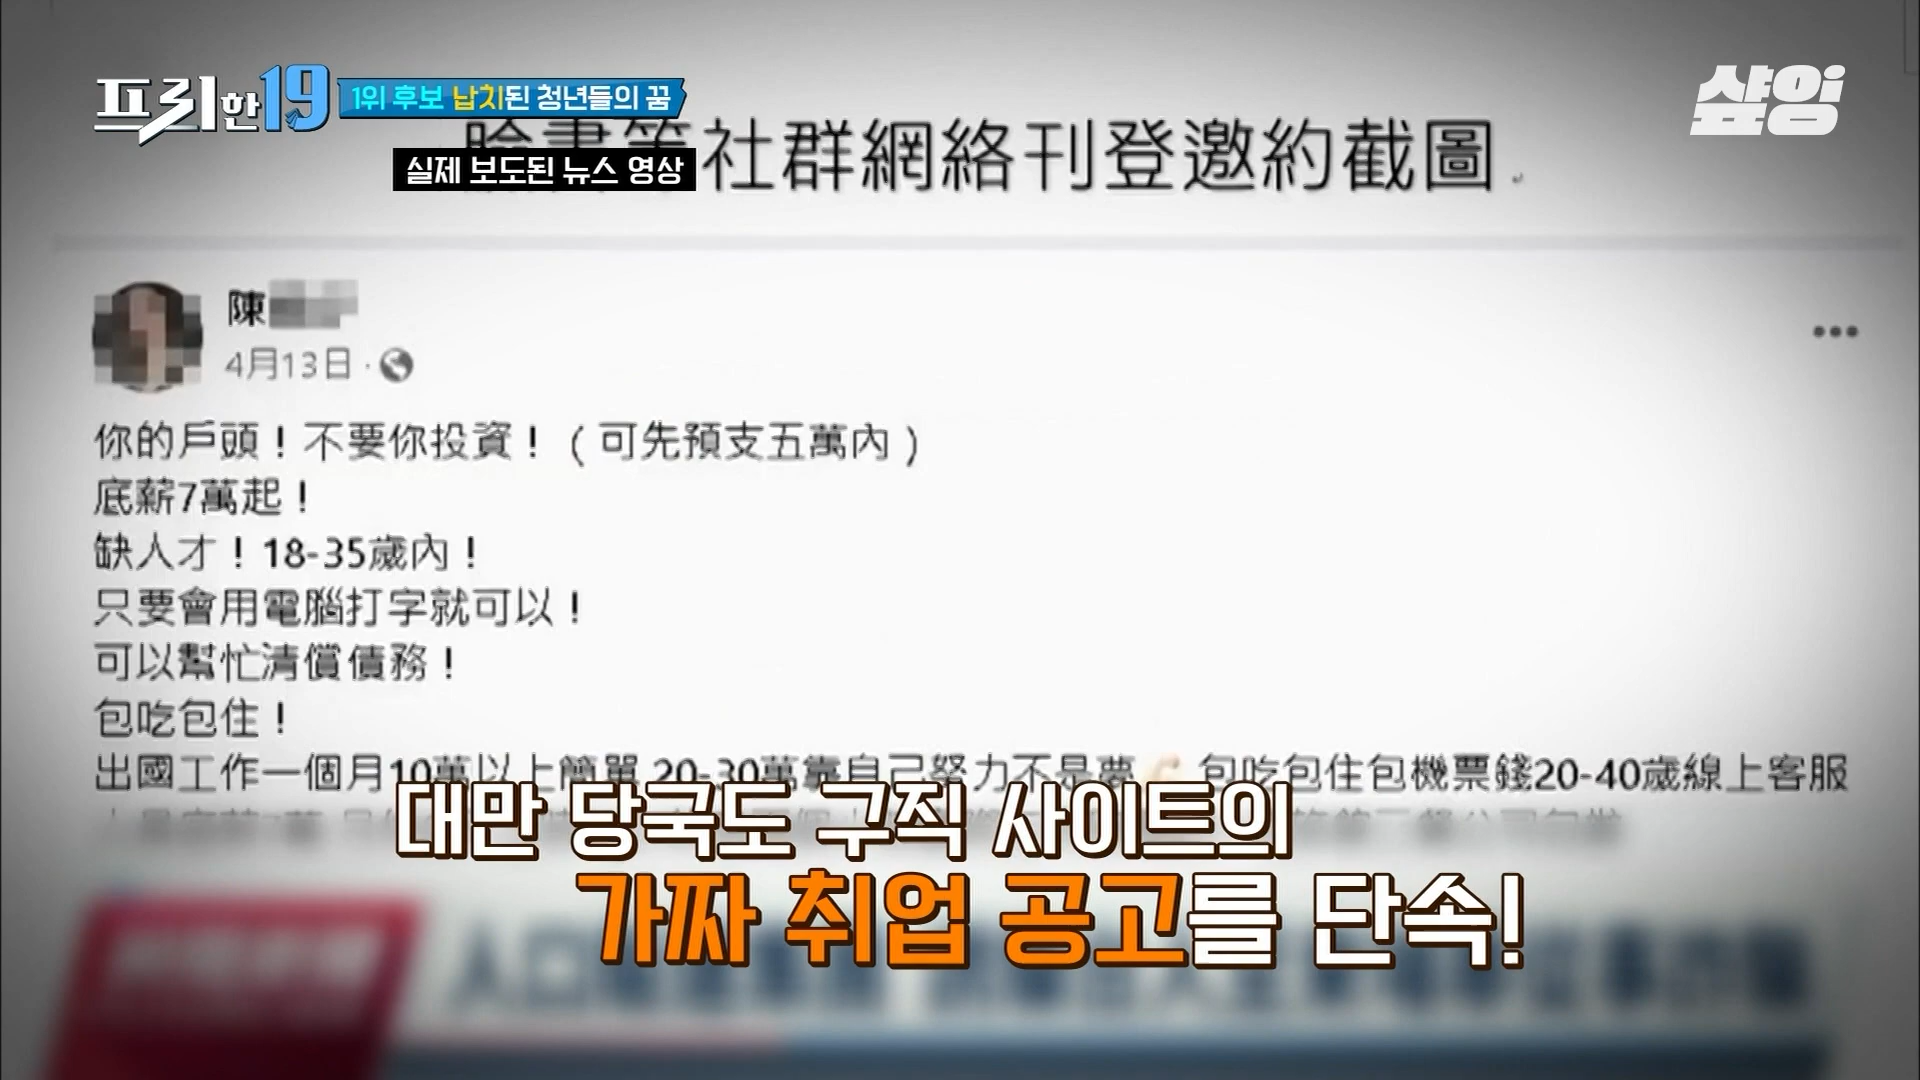 프리한19
1위 후보 납치된 청년들의 꿈
샾잉
실제 보도된 뉴스 영상
社群網絡刊登邀約截圖
陳
4月13日
你的戶頭！不要你投資！（可先預支五萬內）
底薪7萬起！
缺人才！18-35歲內！
只要會用電腦打字就可以！
可以幫忙清償債務！
包吃包住！
出國工作一個月10萬以上簡單 20-30萬靠自己努力不是夢 包吃包住包機票錢20-40歲線上客服
대만 당국도 구직 사이트의
가짜 취업 공고를 단속!